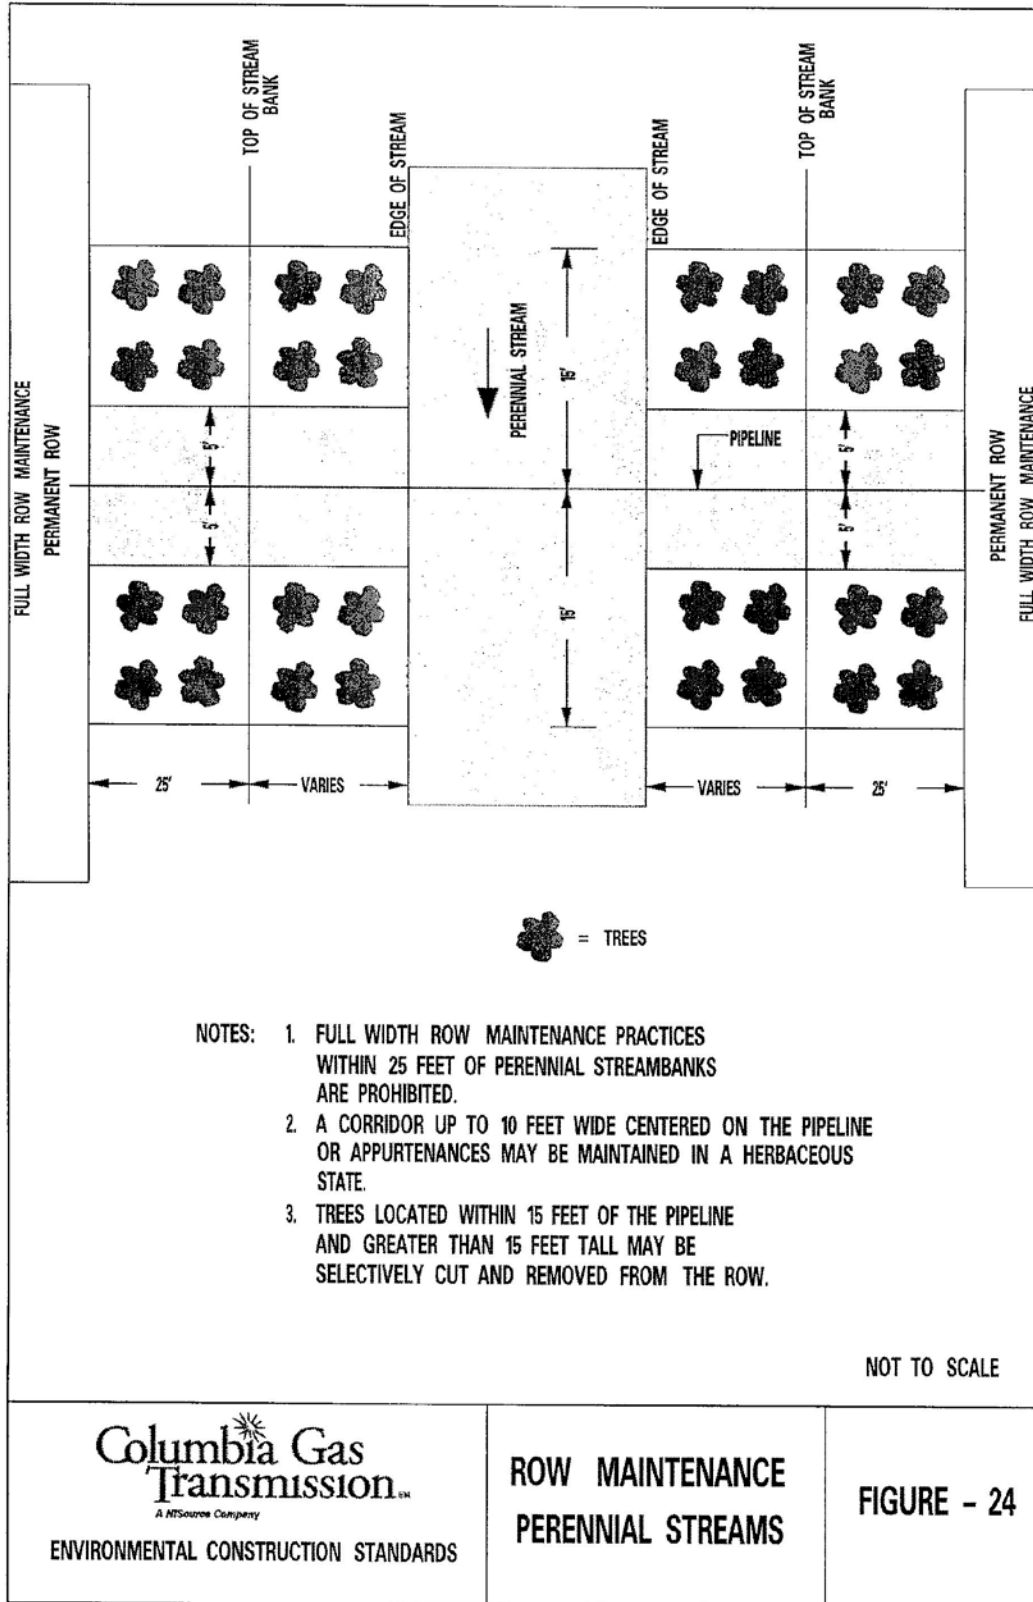 TOP OF STREAM
BANK
EDGE OF STREAM
EDGE OF STREAM
TOP OF STREAM
BANK
FULL WIDTH ROW MAINTENANCE
PERMANENT ROW
5'
5'
PERENNIAL STREAM
15'
15'
PIPELINE
5'
5'
PERMANENT ROW
FULL WIDTH ROW MAINTENANCE
25'
VARIES
VARIES
25'
= TREES
NOTES: 1. FULL WIDTH ROW MAINTENANCE PRACTICES
WITHIN 25 FEET OF PERENNIAL STREAMBANKS
ARE PROHIBITED.
2. A CORRIDOR UP TO 10 FEET WIDE CENTERED ON THE PIPELINE
OR APPURTENANCES MAY BE MAINTAINED IN A HERBACEOUS
STATE.
3. TREES LOCATED WITHIN 15 FEET OF THE PIPELINE
AND GREATER THAN 15 FEET TALL MAY BE
SELECTIVELY CUT AND REMOVED FROM THE ROW.
NOT TO SCALE
Columbia Gas
Transmission
A NiSource Company
ENVIRONMENTAL CONSTRUCTION STANDARDS
ROW MAINTENANCE
PERENNIAL STREAMS
FIGURE - 24